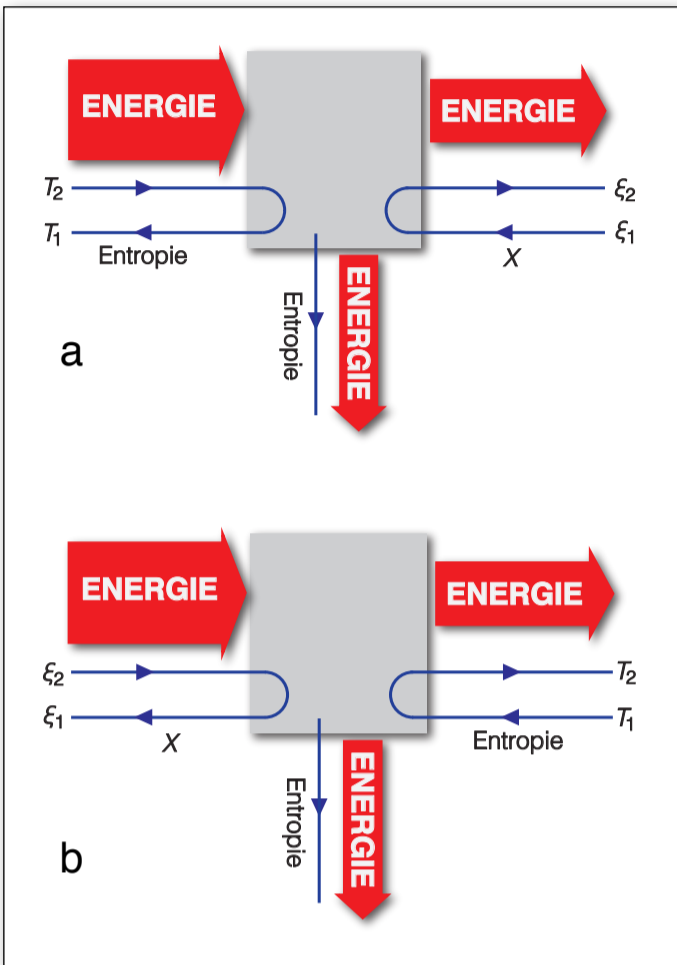 ENERGIE
ENERGIE
T₂
ξ₂
T₁
ξ₁
Entropie
X
Entropie
ENERGIE
a
ENERGIE
ENERGIE
ξ₂
T₂
ξ₁
T₁
X
Entropie
Entropie
ENERGIE
b